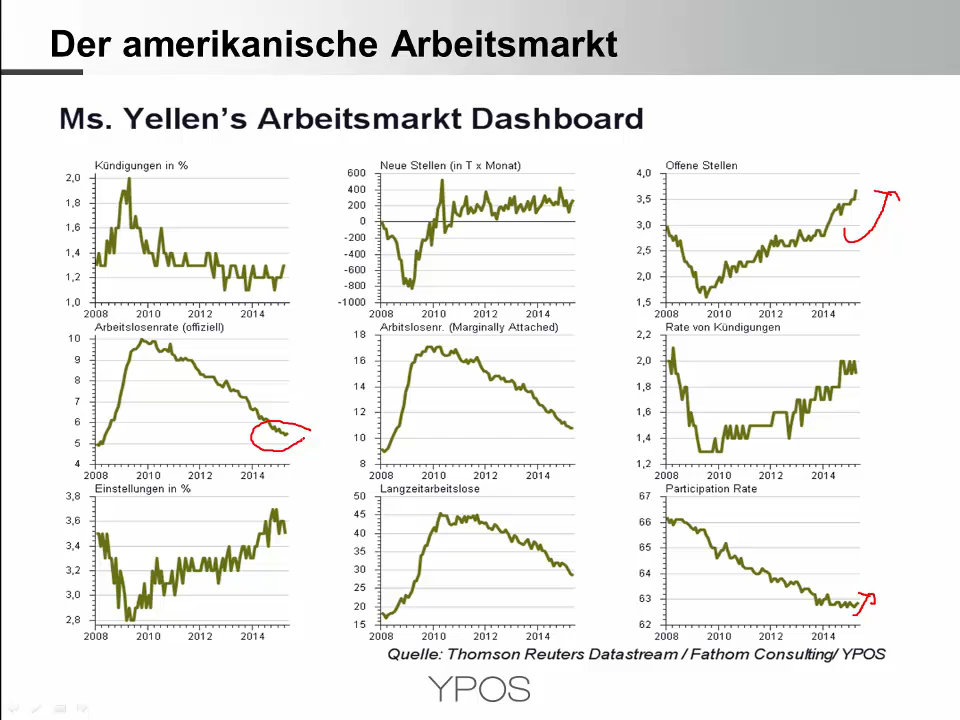 Der amerikanische Arbeitsmarkt
Ms. Yellen's Arbeitsmarkt Dashboard
Kündigungen in %
2,0
1,8
1,6
1,4
1,2
1,0
2008 2010 2012 2014
Neue Stellen (in T x Monat)
600
400
200
0
-200
-400
-600
-800
-1000
2008 2010 2012 2014
Offene Stellen
4,0
3,5
3,0
2,5
2,0
1,5
2008 2010 2012 2014
Arbeitslosenrate (offiziell)
10
9
8
7
6
5
4
2008 2010 2012 2014
Arbitslosenr. (Marginally Attached)
18
16
14
12
10
8
2008 2010 2012 2014
Rate von Kündigungen
2,2
2,0
1,8
1,6
1,4
1,2
2008 2010 2012 2014
Einstellungen in %
3,8
3,6
3,4
3,2
3,0
2,8
2008 2010 2012 2014
Langzeitarbeitslose
50
45
40
35
30
25
20
15
2008 2010 2012 2014
Participation Rate
67
66
65
64
63
62
2008 2010 2012 2014
Quelle: Thomson Reuters Datastream / Fathom Consulting/ YPOS
YPOS